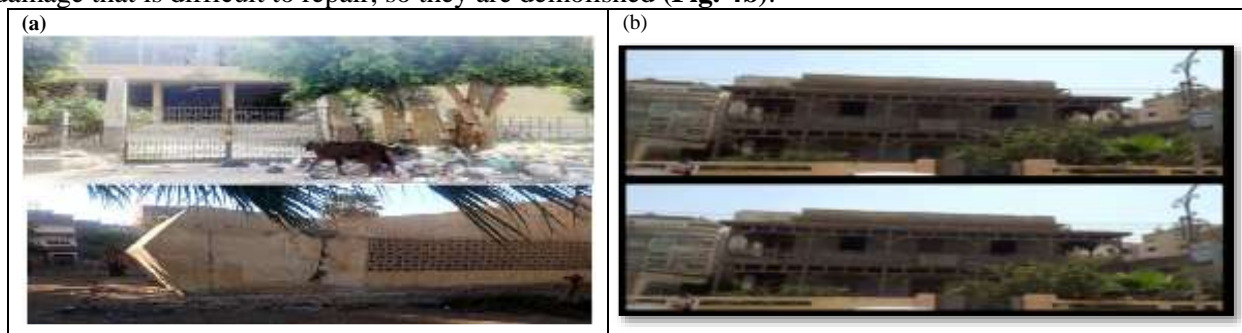 damage that is difficult to repair, so they are demolished (Fig. 4b).
(a)
(b)